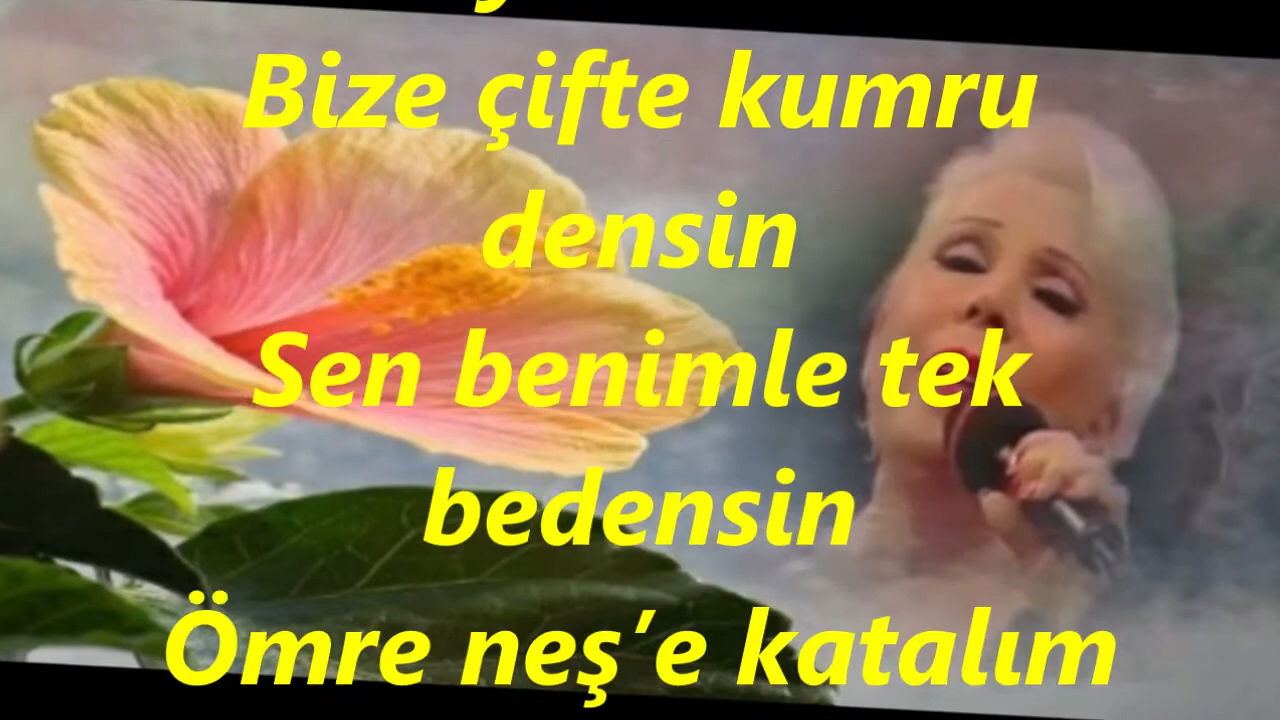 Bize çifte kumru
densin
Sen benimle tek
bedensin
Ömre neş’e katalım